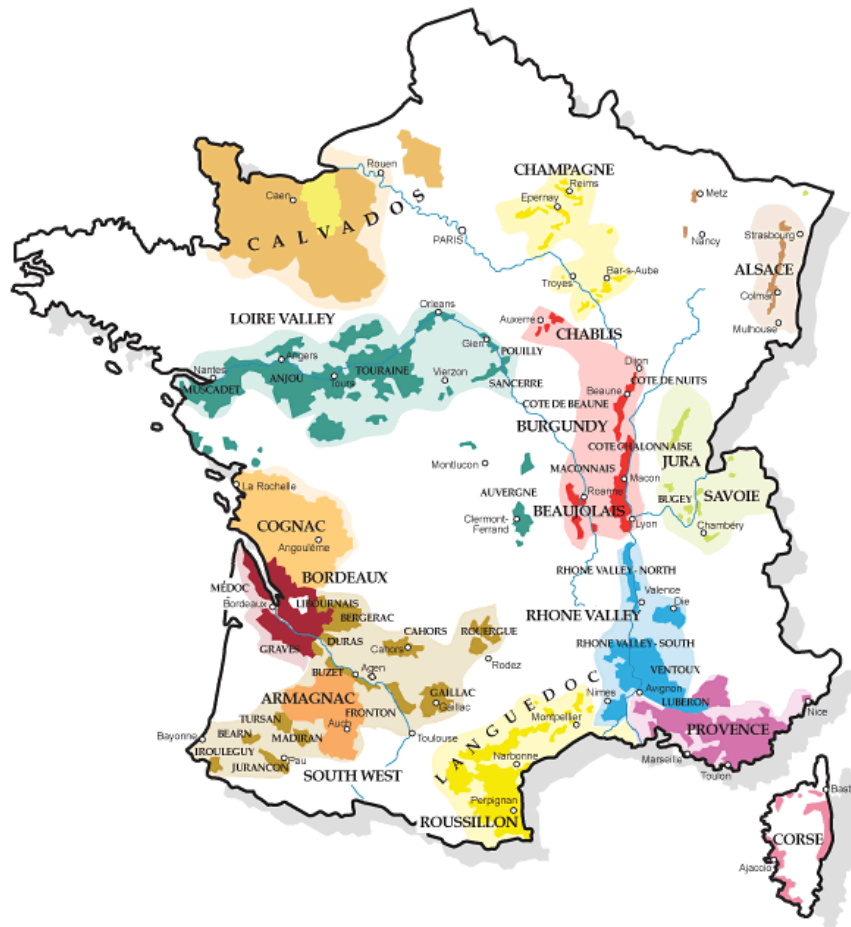 Rouen
CHAMPAGNE
Reims
Caen
Epernay
Metz
CALVADOS
PARIS
Nancy
Strasbourg
Troyes
Bar-s-Aube
ALSACE
Colmar
Orleans
LOIRE VALLEY
Auxerre
CHABLIS
Mulhouse
Gien
POUILLY
Angers
Nantes
ANJOU
TOURAINE
Toute
Vierzon
SANCERRE
MUSCADET
Dijon
COTE DE NUITS
Beaune
COTE DE BEAUNE
BURGUNDY
COTE CHALONNAISE
JURA
Montlucon
MACONNAIS
Macon
La Rochelle
AUVERGNE
Roanne
BUGEY
SAVOIE
COGNAC
Clermont-
Ferrand
BEAUJOLAIS
Lyon
Chambéry
Angoulême
BORDEAUX
RHONE VALLEY-NORTH
MÉDOC
Bordeaux
LIBOURNAIS
BERGERAC
Valence
Die
RHONE VALLEY
CAHORS
ROUERGUE
DURAS
Cahors
GRAVES
RHONE VALLEY-SOUTH
Rodez
BUZET
Agen
VENTOUX
ARMAGNAC
GAILLAC
Gaillac
LANGUEDOC
Nimes
Avignon
LUBERON
FRONTON
TURSAN
Auch
Montpellier
Nice
BEARN
MADIRAN
Toulouse
PROVENCE
Bayonne
IROULEGUY
Pau
JURANCON
Narbonne
Marseille
Toulon
SOUTH WEST
Perpignan
ROUSSILLON
Bast
CORSE
Ajaccio